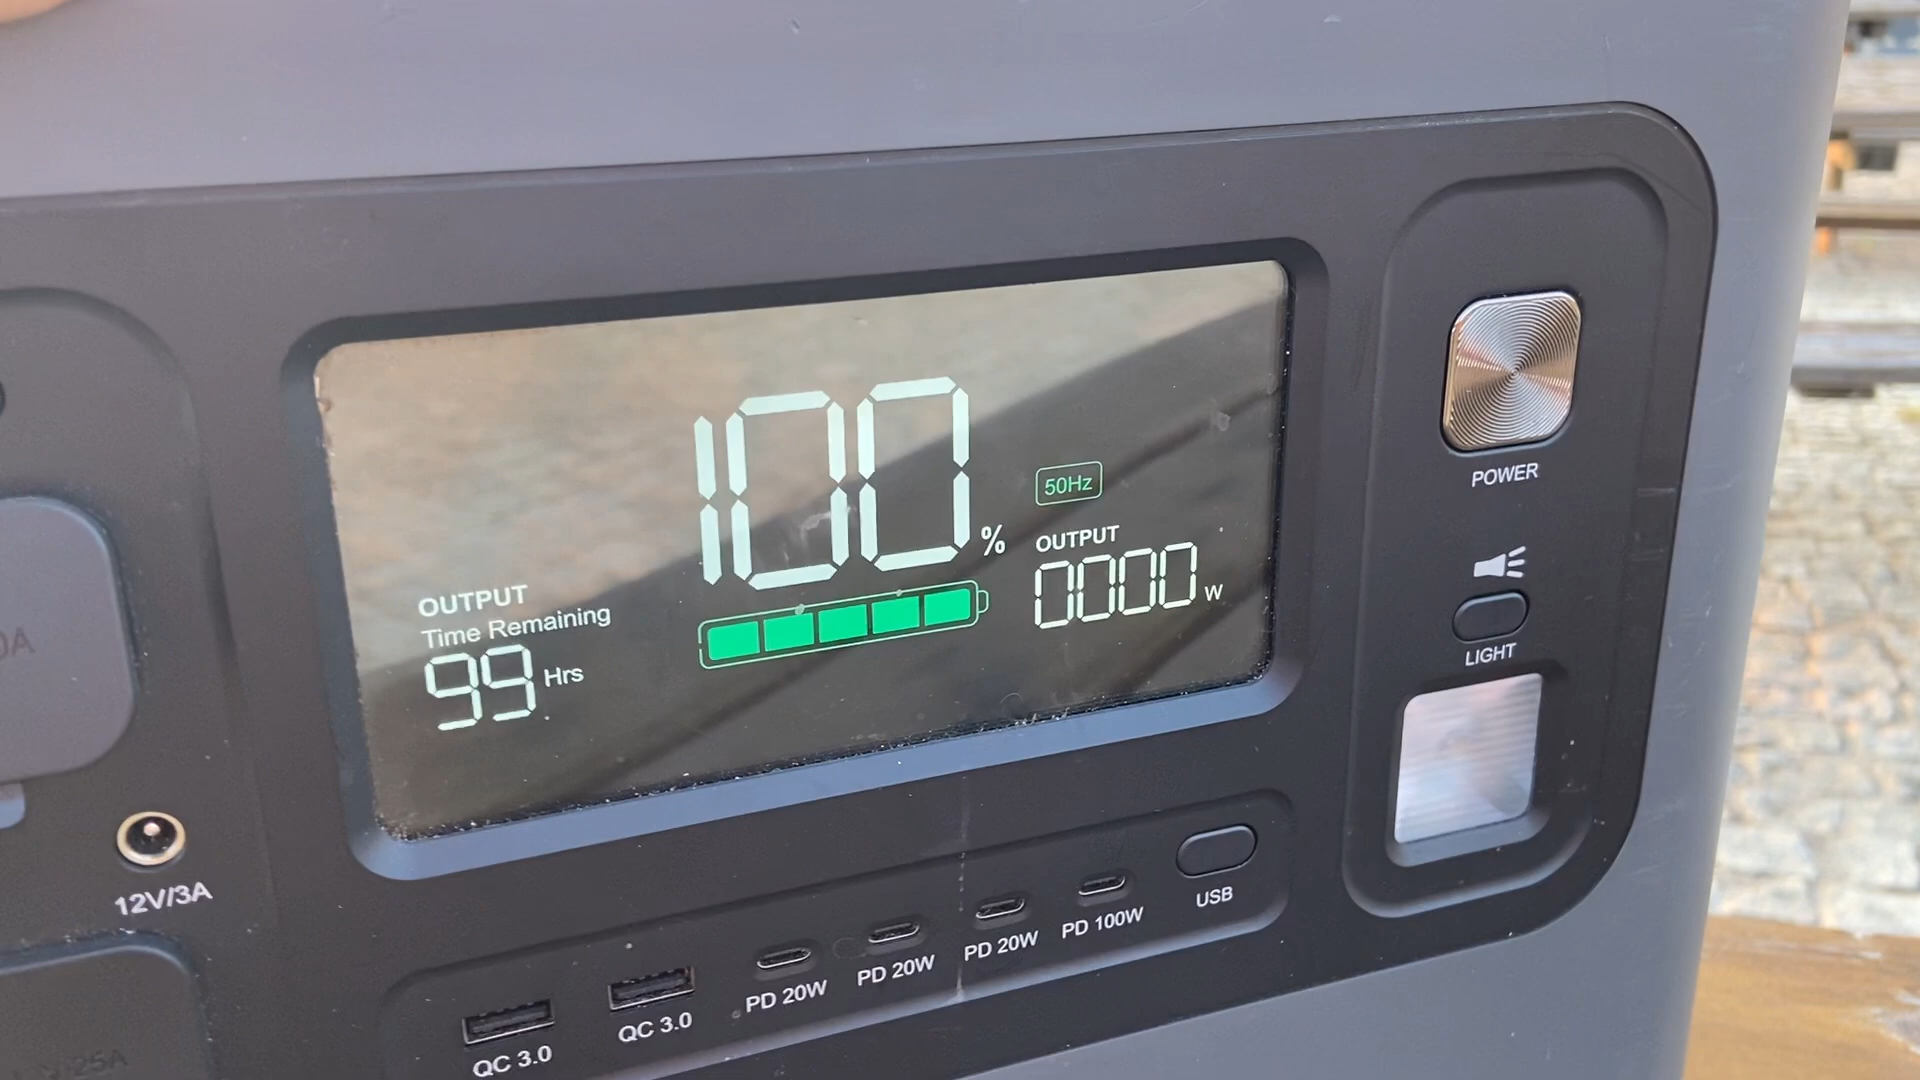 100%
50Hz
OUTPUT
0000 W
OUTPUT
Time Remaining
99 Hrs
POWER
LIGHT
12V/3A
QC 3.0
QC 3.0
PD 20W
PD 20W
PD 20W
PD 100W
USB